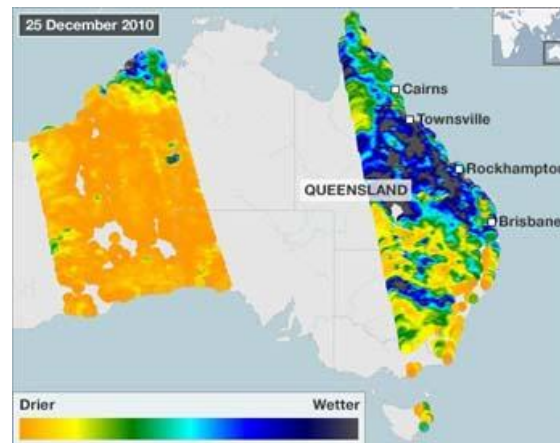 25 December 2010
Cairns
Townsville
Rockhampton
QUEENSLAND
Brisbane
Drier Wetter